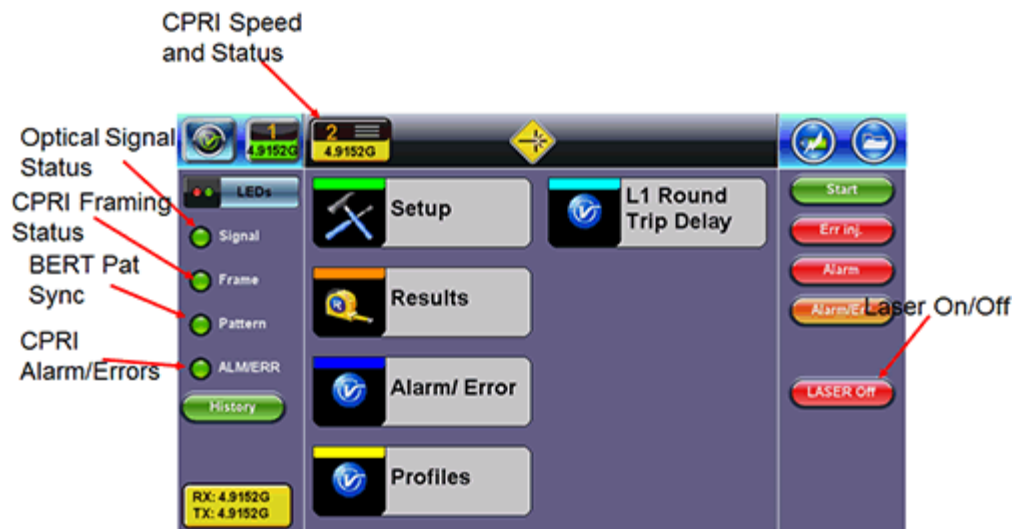 CPRI Speed
and Status
Optical Signal
Status
CPRI Framing
Status
BERT Pat
Sync
CPRI
Alarm/Errors
1
4.9152G
2
4.9152G
LEDs
Signal
Frame
Pattern
ALM/ERR
History
RX: 4.9152G
TX: 4.9152G
Setup
L1 Round
Trip Delay
Results
R
Alarm/ Error
Profiles
Start
Err inj.
Alarm
Alarm/Er
Laser On/Off
LASER Off